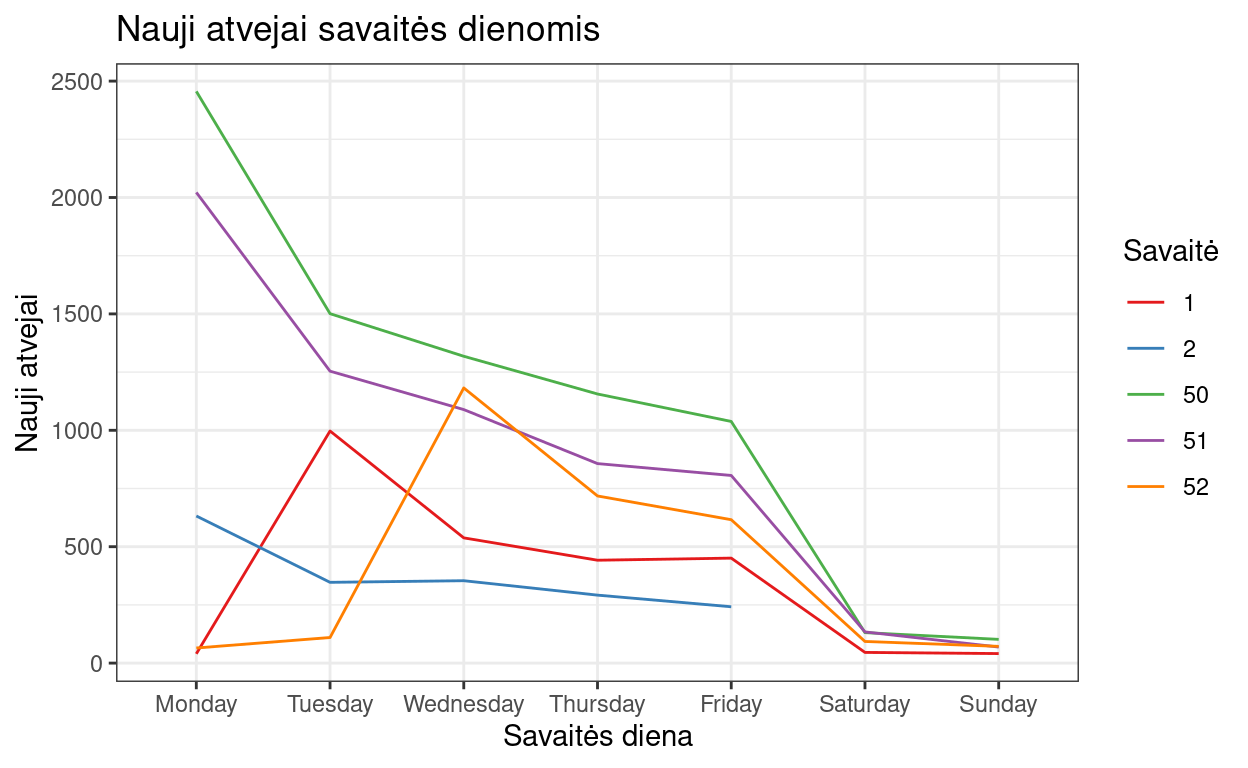 Nauji atvejai savaitės dienomis
Nauji atvejai
2500
2000
1500
1000
500
0
Monday Tuesday Wednesday Thursday Friday Saturday Sunday
Savaitės diena
Savaitė
1
2
50
51
52